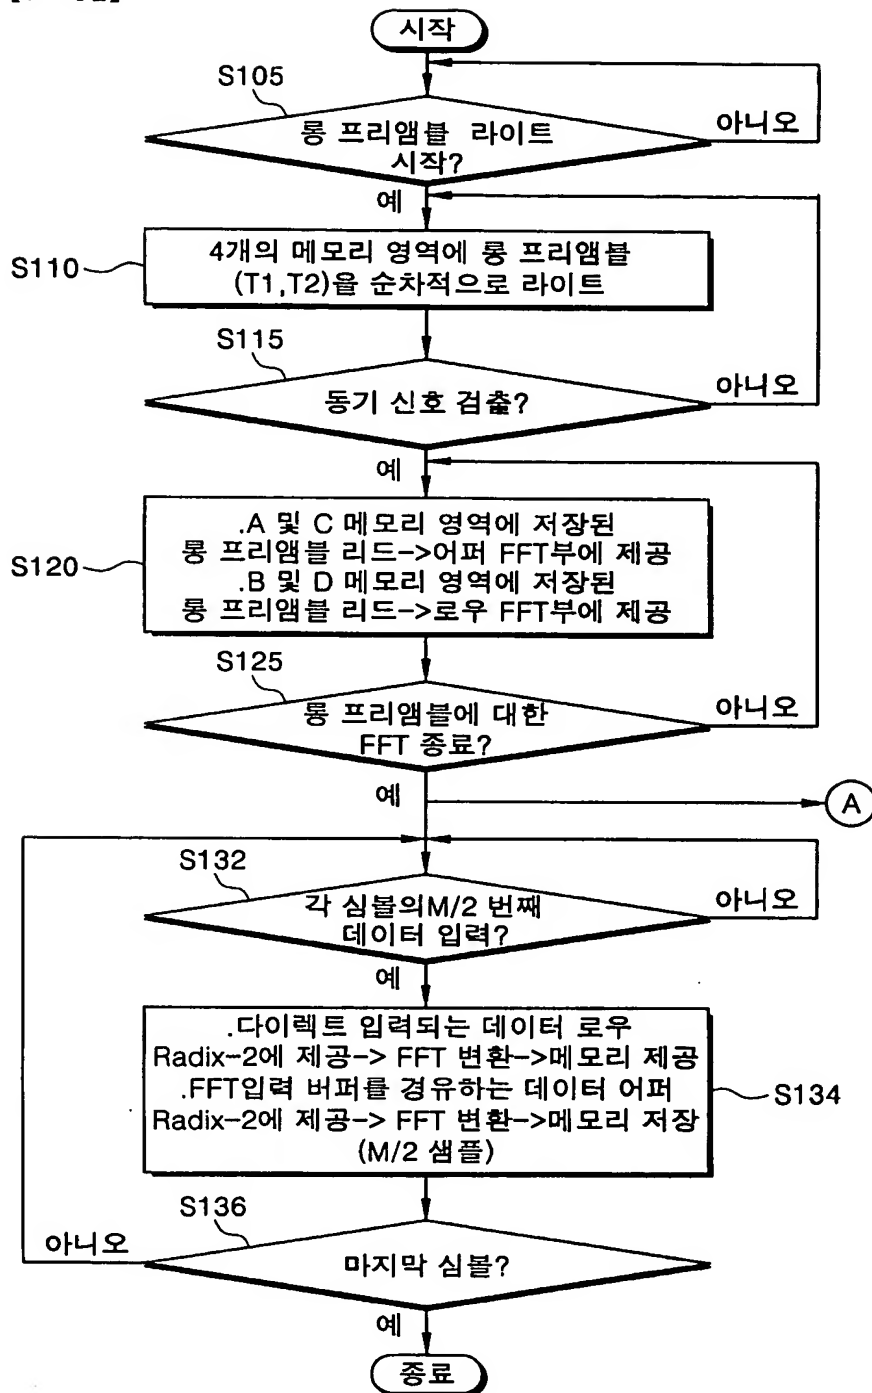 시작
S105
롱 프리앰블 라이트
시작?
아니오
예
S110
4개의 메모리 영역에 롱 프리앰블
(T1,T2)을 순차적으로 라이트
S115
동기 신호 검출?
아니오
예
S120
.A 및 C 메모리 영역에 저장된
롱 프리앰블 리드->어퍼 FFT부에 제공
.B 및 D 메모리 영역에 저장된
롱 프리앰블 리드->로우 FFT부에 제공
S125
롱 프리앰블에 대한
FFT 종료?
아니오
예
A
S132
각 심볼의M/2 번째
데이터 입력?
아니오
예
.다이렉트 입력되는 데이터 로우
Radix-2에 제공-> FFT 변환->메모리 제공
.FFT입력 버퍼를 경유하는 데이터 어퍼
Radix-2에 제공-> FFT 변환->메모리 저장
(M/2 샘플)
S134
S136
마지막 심볼?
아니오
예
종료